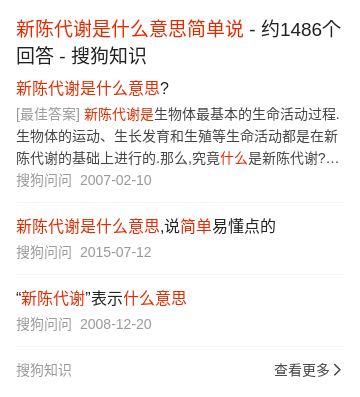 新陈代谢是什么意思简单说 - 约1486个
回答 - 搜狗知识
新陈代谢是什么意思?
[最佳答案] 新陈代谢是生物体最基本的生命活动过程.
生物体的运动、生长发育和生殖等生命活动都是在新
陈代谢的基础上进行的.那么,究竟什么是新陈代谢?…
搜狗问问 2007-02-10
新陈代谢是什么意思,说简单易懂点的
搜狗问问 2015-07-12
“新陈代谢”表示什么意思
搜狗问问 2008-12-20
搜狗知识 查看更多